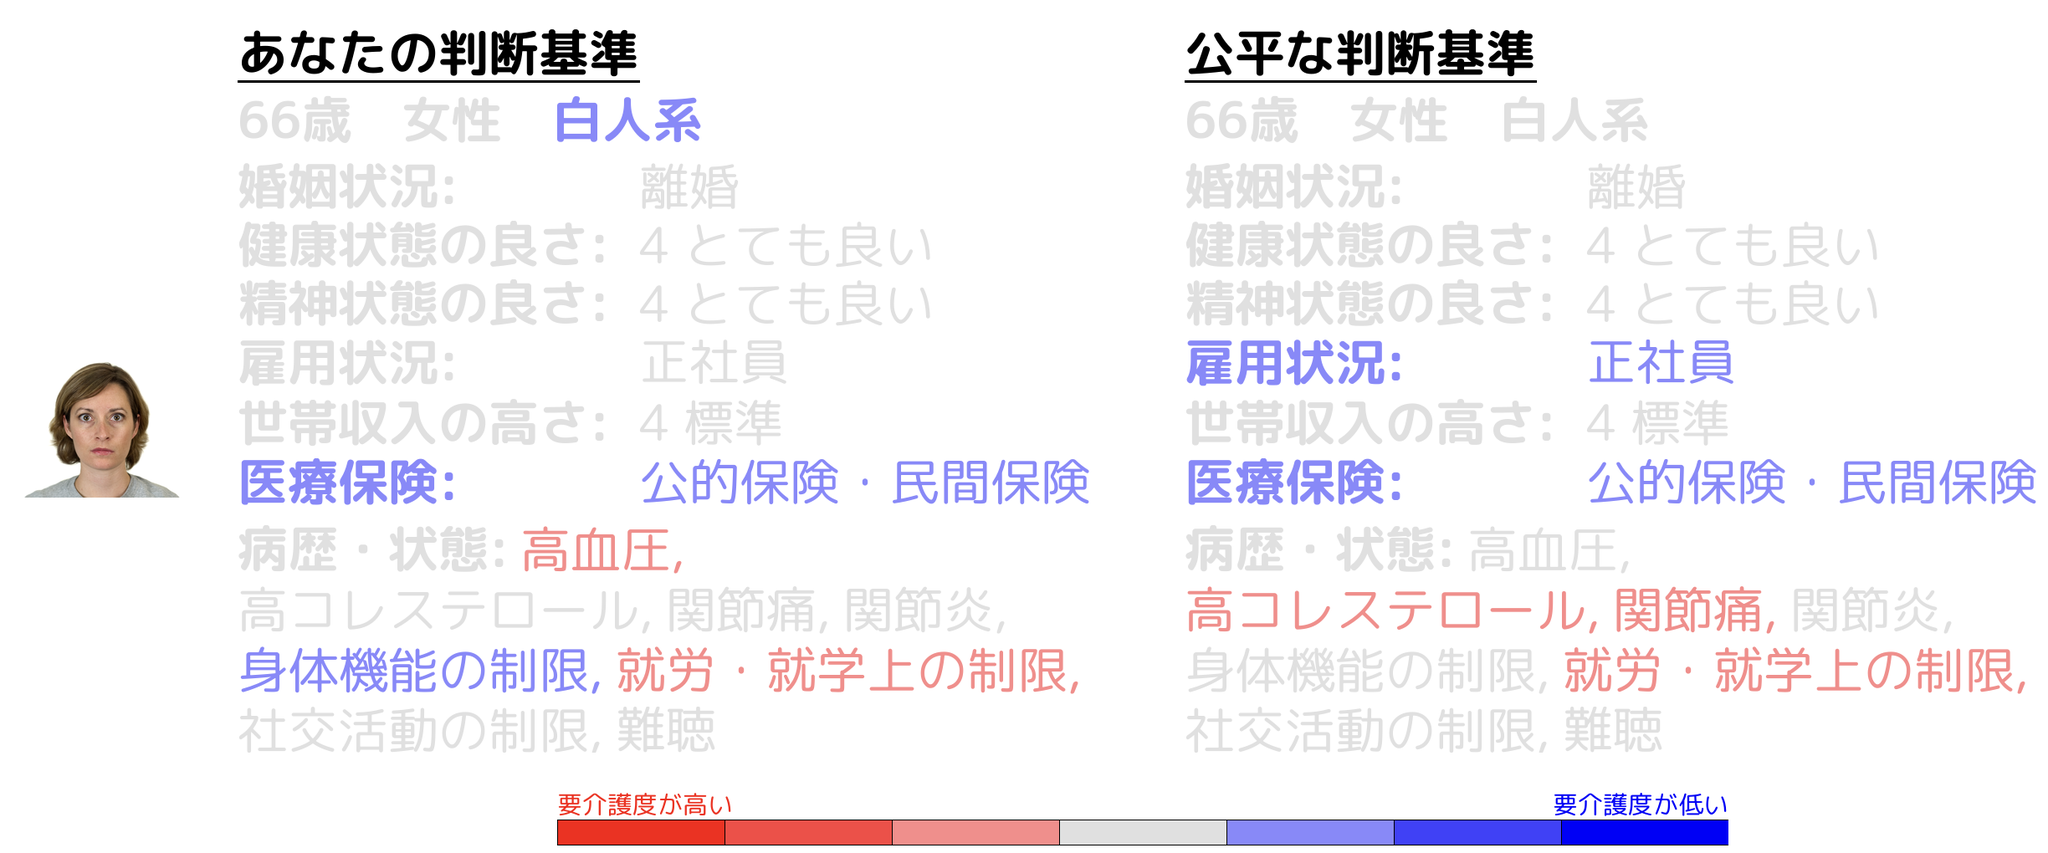 あなたの判断基準
66歳 女性 白人系
婚姻状況: 離婚
健康状態の良さ: 4 とても良い
精神状態の良さ: 4 とても良い
雇用状況: 正社員
世帯収入の高さ: 4 標準
医療保険: 公的保険・民間保険
病歴・状態: 高血圧,
高コレステロール, 関節痛, 関節炎,
身体機能の制限, 就労・就学上の制限,
社交活動の制限, 難聴
公平な判断基準
66歳 女性 白人系
婚姻状況: 離婚
健康状態の良さ: 4 とても良い
精神状態の良さ: 4 とても良い
雇用状況: 正社員
世帯収入の高さ: 4 標準
医療保険: 公的保険・民間保険
病歴・状態: 高血圧,
高コレステロール, 関節痛, 関節炎,
身体機能の制限, 就労・就学上の制限,
社交活動の制限, 難聴
要介護度が高い
要介護度が低い